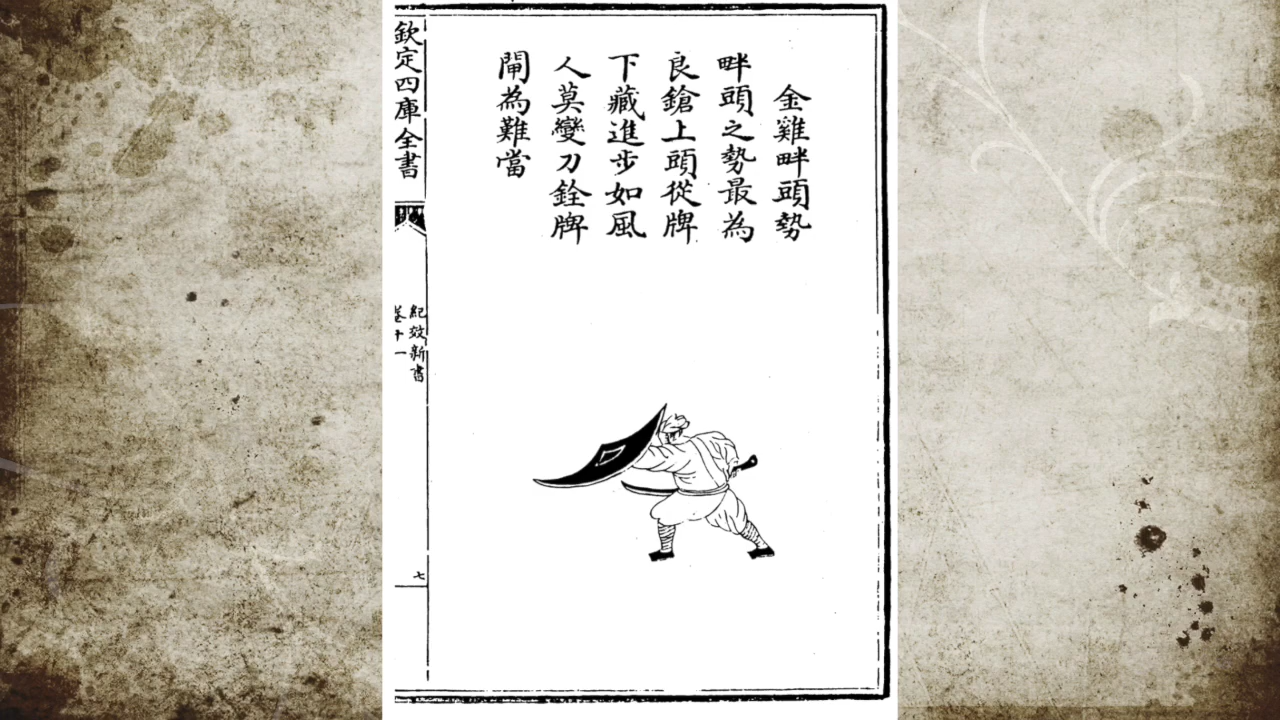 金雞畔頭勢
畔頭之勢最為
良鎗上頭從牌
下藏進步如風
人莫變刀銓牌
閘為難當
欽定四庫全書
紀效新書
卷十一
七